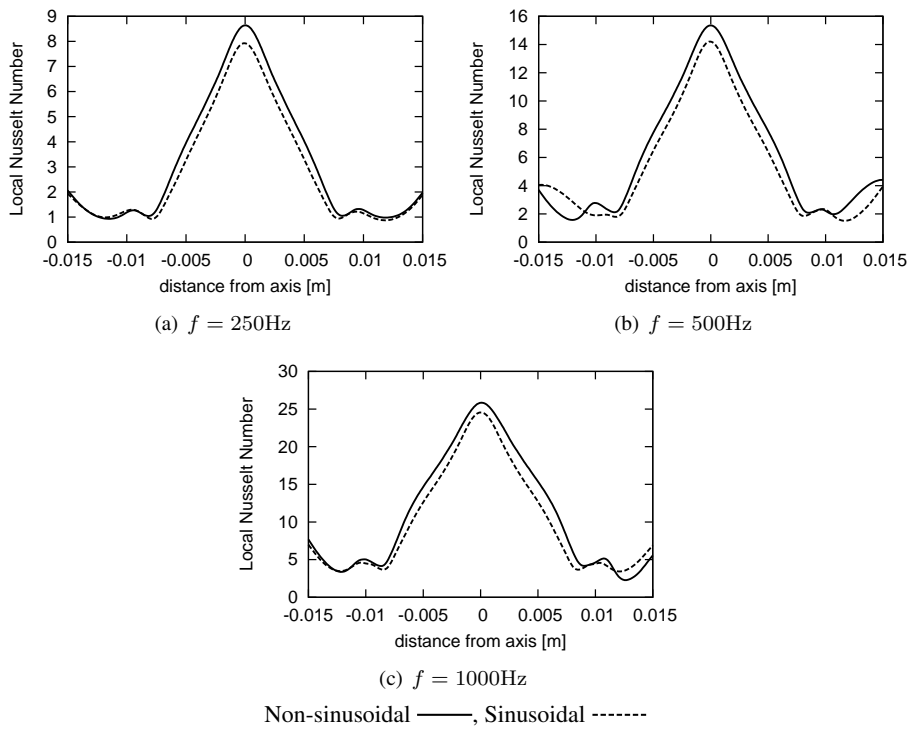 9
8
7
6
5
4
3
2
1
0
Local Nusselt Number
-0.015 -0.01 -0.005 0 0.005 0.01 0.015
distance from axis [m]
(a) f = 250Hz
16
14
12
10
8
6
4
2
0
Local Nusselt Number
-0.015 -0.01 -0.005 0 0.005 0.01 0.015
distance from axis [m]
(b) f = 500Hz
30
25
20
15
10
5
0
Local Nusselt Number
-0.015 -0.01 -0.005 0 0.005 0.01 0.015
distance from axis [m]
(c) f = 1000Hz
Non-sinusoidal , Sinusoidal